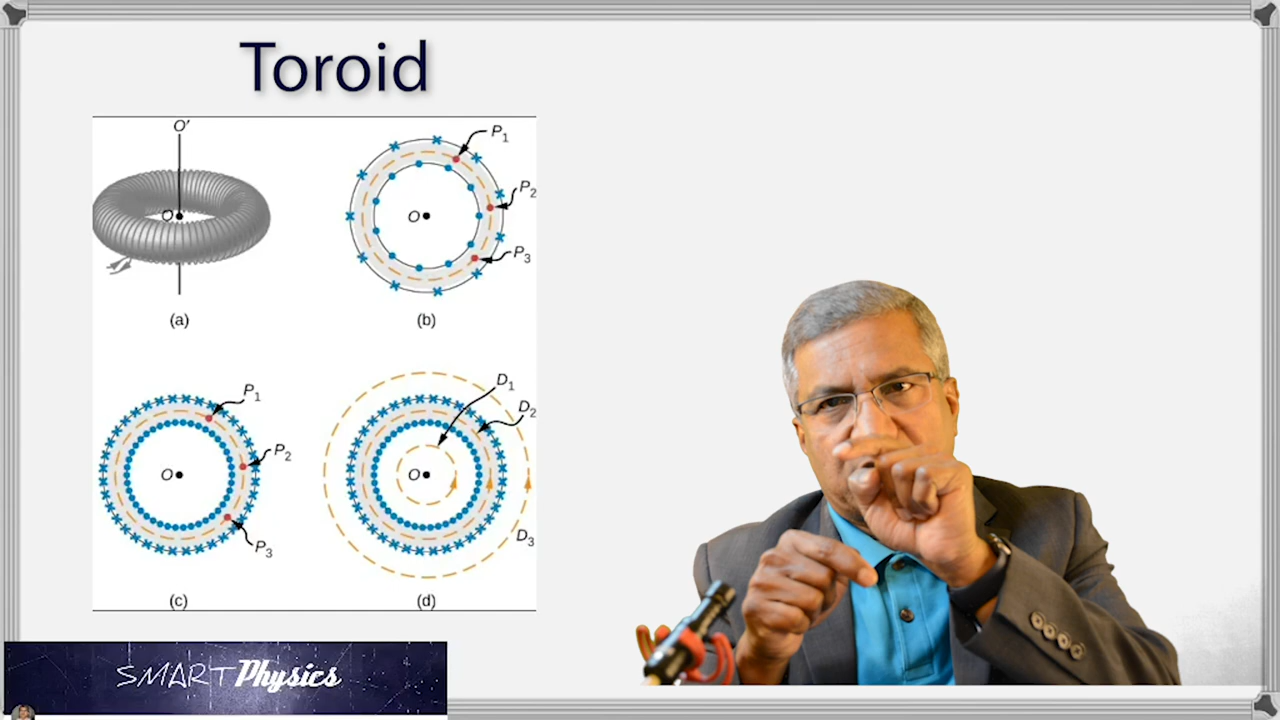 Toroid
O'
O
(a)
P1
P2
P3
O
(b)
P1
P2
P3
O
(c)
D1
D2
D3
O
(d)
SMART Physics